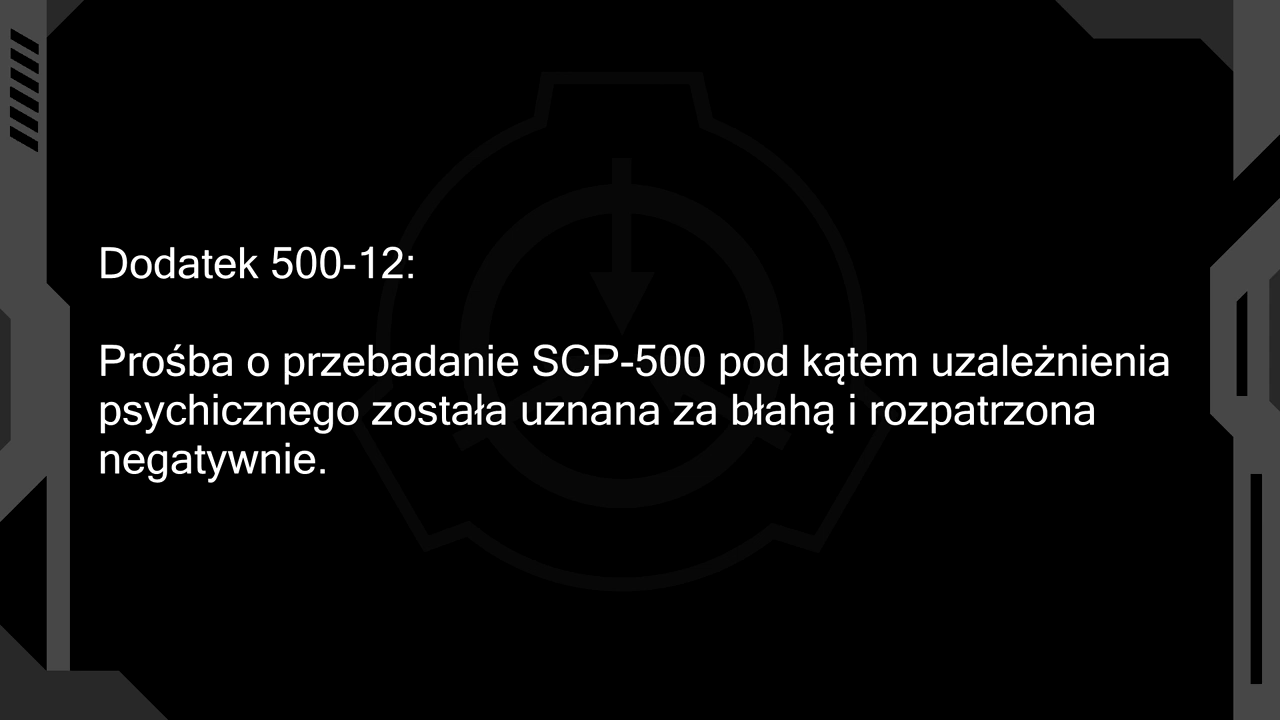 Dodatek 500-12:
Prośba o przebadanie SCP-500 pod kątem uzależnienia
psychicznego została uznana za błahą i rozpatrzona
negatywnie.